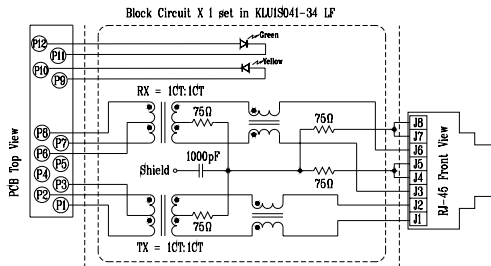 Block Circuit X 1 set in KLU1S041-34 LF
Green
Yellow
P12
P11
P10
P9
RX = 1CT:1CT
75Ω
75Ω
P8
P7
P6
P5
P4
P3
P2
P1
PCB Top View
1000pF
Shield
75Ω
75Ω
TX = 1CT:1CT
J8
J7
J6
J5
J4
J3
J2
J1
RJ-45 Front View